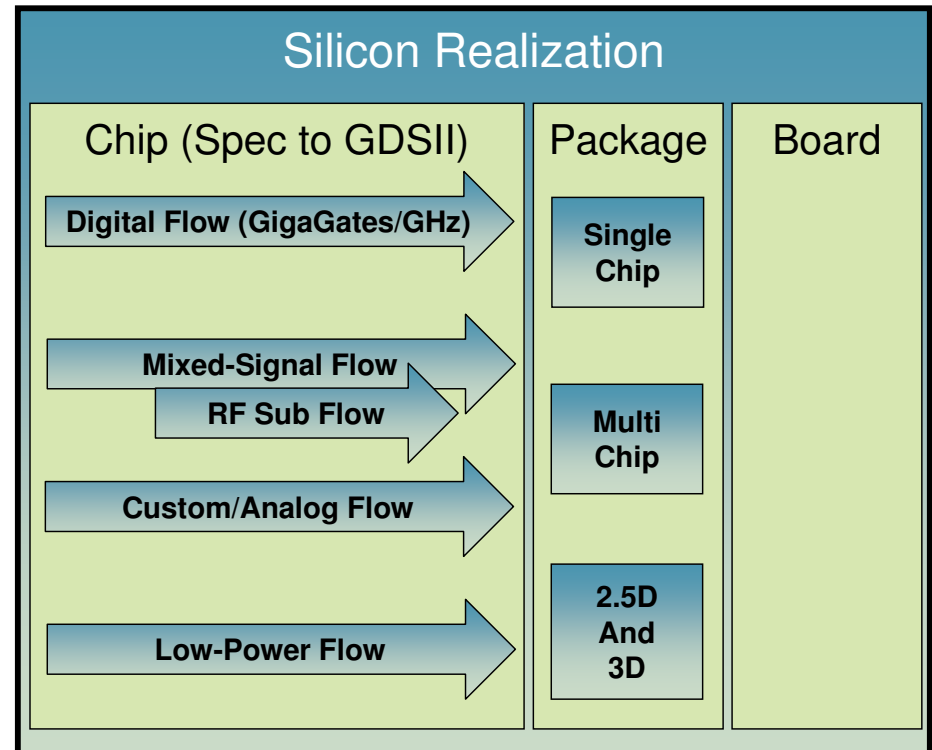 Silicon Realization
Chip (Spec to GDSII)
Digital Flow (GigaGates/GHz)
Mixed-Signal Flow
RF Sub Flow
Custom/Analog Flow
Low-Power Flow
Package
Single
Chip
Multi
Chip
2.5D
And
3D
Board